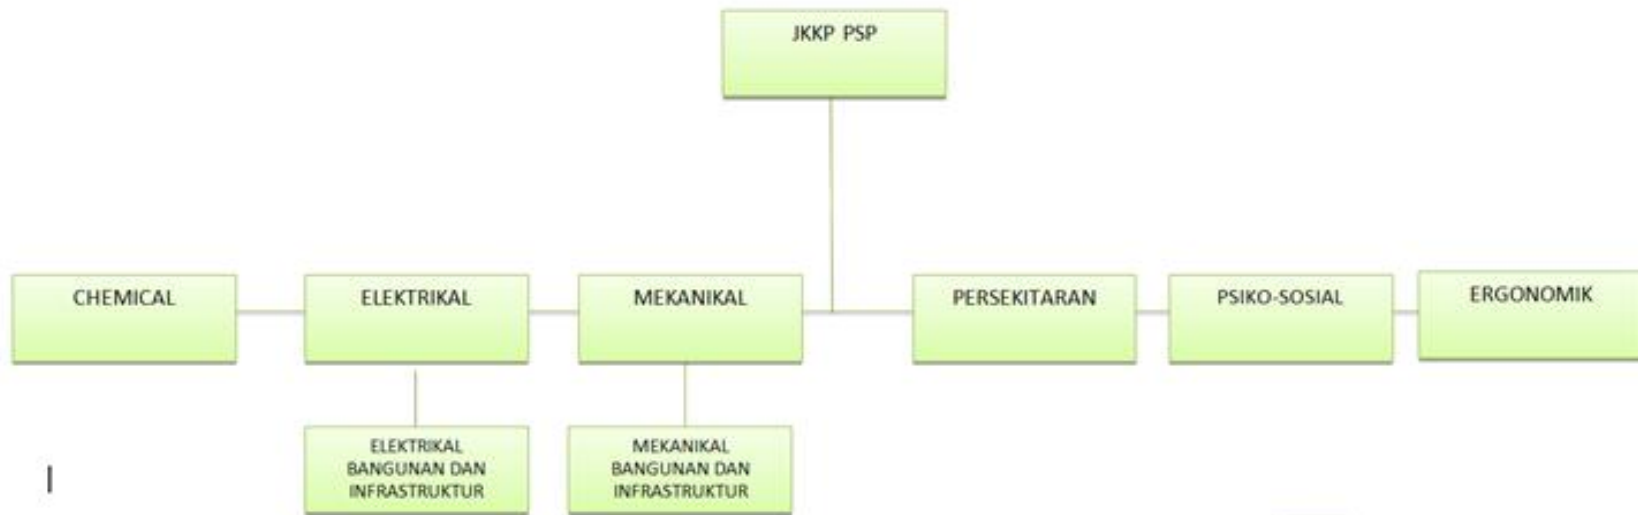 JKKP PSP
CHEMICAL
ELEKTRIKAL
MEKANIKAL
PERSEKITARAN
PSIKO-SOSIAL
ERGONOMIK
ELEKTRIKAL
BANGUNAN DAN
INFRASTRUKTUR
MEKANIKAL
BANGUNAN DAN
INFRASTRUKTUR